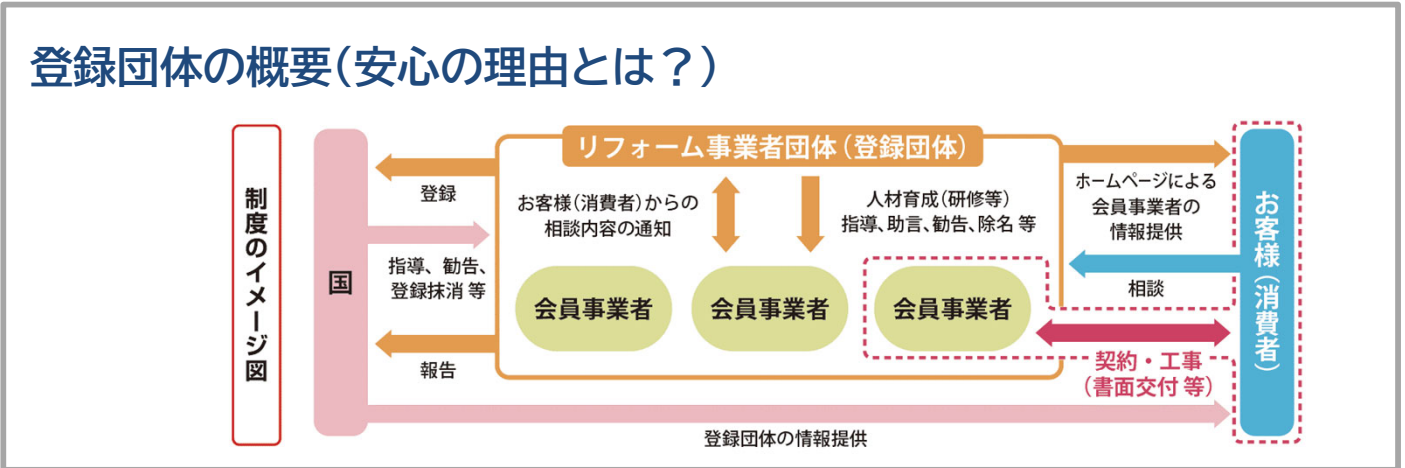 登録団体の概要(安心の理由とは？)
制度のイメージ図
国
登録
指導、勧告、
登録抹消 等
報告
リフォーム事業者団体(登録団体)
お客様(消費者)からの
相談内容の通知
人材育成(研修等)
指導、助言、勧告、除名 等
会員事業者
会員事業者
会員事業者
ホームページによる
会員事業者の
情報提供
相談
契約・工事
(書面交付 等)
お客様(消費者)
登録団体の情報提供